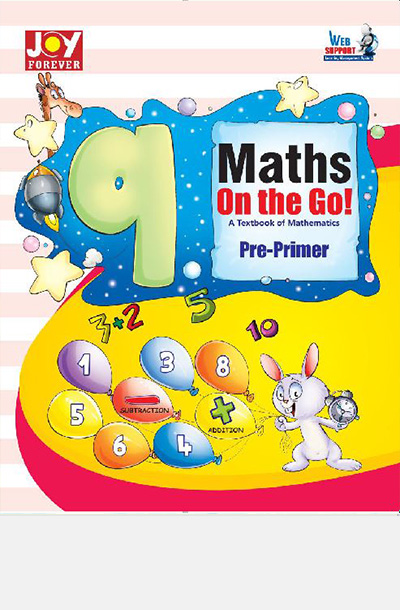 JOY
FOREVER
WEB
SUPPORT
9
Maths
On the Go!
A Textbook of Mathematics
Pre-Primer
3+2
5
10
1
3
8
SUBTRACTION
ADDITION
5
6
4